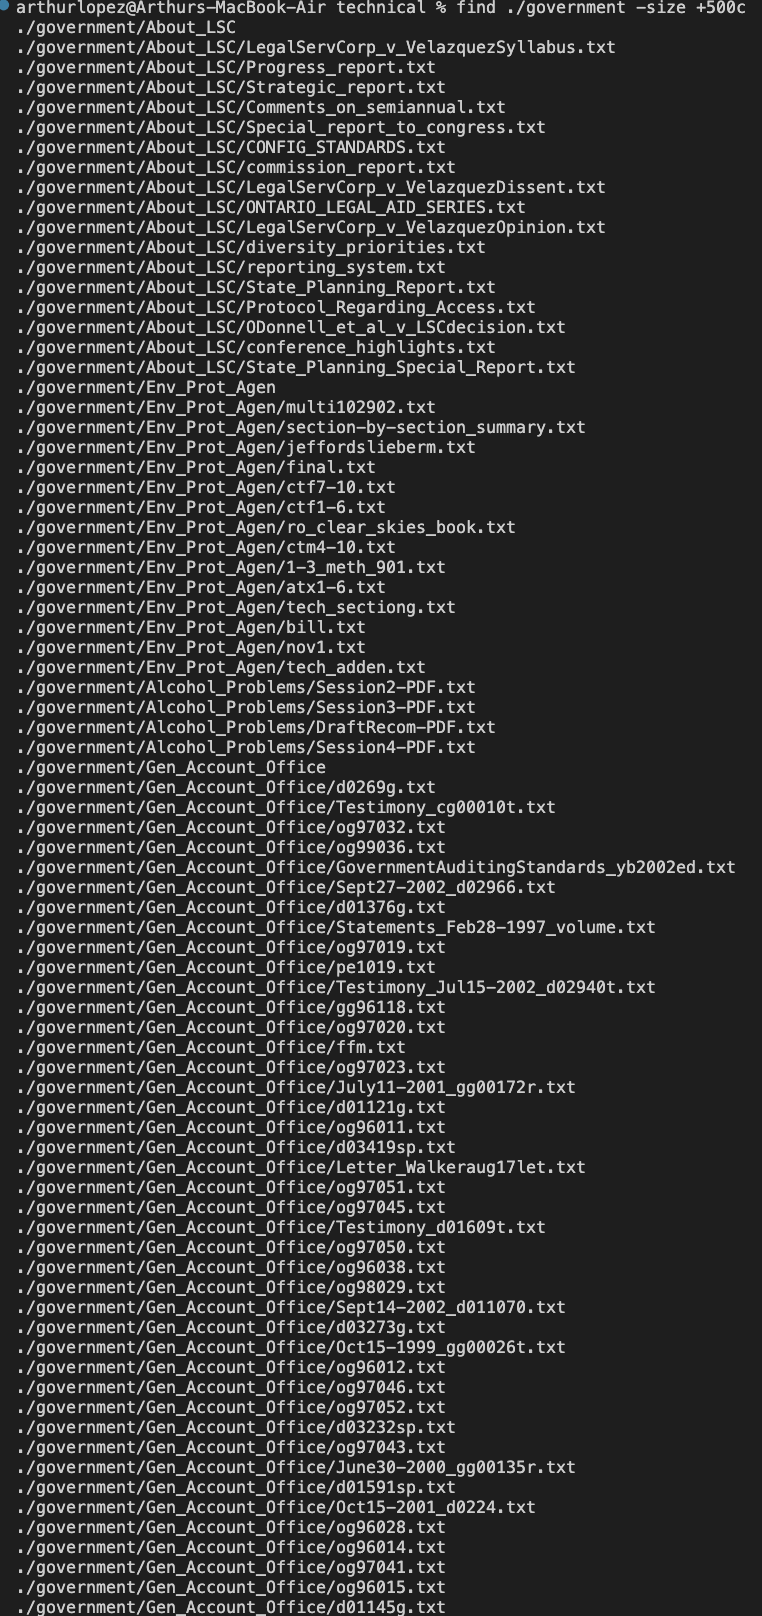 arthurlopez@Arthurs-MacBook-Air technical % find ./government -size +500c
./government/About_LSC
./government/About_LSC/LegalServCorp_v_VelazquezSyllabus.txt
./government/About_LSC/Progress_report.txt
./government/About_LSC/Strategic_report.txt
./government/About_LSC/Comments_on_semiannual.txt
./government/About_LSC/Special_report_to_congress.txt
./government/About_LSC/CONFIG_STANDARDS.txt
./government/About_LSC/commission_report.txt
./government/About_LSC/LegalServCorp_v_VelazquezDissent.txt
./government/About_LSC/ONTARIO_LEGAL_AID_SERIES.txt
./government/About_LSC/LegalServCorp_v_VelazquezOpinion.txt
./government/About_LSC/diversity_priorities.txt
./government/About_LSC/reporting_system.txt
./government/About_LSC/State_Planning_Report.txt
./government/About_LSC/Protocol_Regarding_Access.txt
./government/About_LSC/ODonnell_et_al_v_LSCdecision.txt
./government/About_LSC/conference_highlights.txt
./government/About_LSC/State_Planning_Special_Report.txt
./government/Env_Prot_Agen
./government/Env_Prot_Agen/multi102902.txt
./government/Env_Prot_Agen/section-by-section_summary.txt
./government/Env_Prot_Agen/jeffordslieberm.txt
./government/Env_Prot_Agen/final.txt
./government/Env_Prot_Agen/ctf7-10.txt
./government/Env_Prot_Agen/ctf1-6.txt
./government/Env_Prot_Agen/ro_clear_skies_book.txt
./government/Env_Prot_Agen/ctm4-10.txt
./government/Env_Prot_Agen/1-3_meth_901.txt
./government/Env_Prot_Agen/atx1-6.txt
./government/Env_Prot_Agen/tech_sectiong.txt
./government/Env_Prot_Agen/bill.txt
./government/Env_Prot_Agen/nov1.txt
./government/Env_Prot_Agen/tech_adden.txt
./government/Alcohol_Problems/Session2-PDF.txt
./government/Alcohol_Problems/Session3-PDF.txt
./government/Alcohol_Problems/DraftRecom-PDF.txt
./government/Alcohol_Problems/Session4-PDF.txt
./government/Gen_Account_Office
./government/Gen_Account_Office/d0269g.txt
./government/Gen_Account_Office/Testimony_cg00010t.txt
./government/Gen_Account_Office/og97032.txt
./government/Gen_Account_Office/og99036.txt
./government/Gen_Account_Office/GovernmentAuditingStandards_yb2002ed.txt
./government/Gen_Account_Office/Sept27-2002_d02966.txt
./government/Gen_Account_Office/d01376g.txt
./government/Gen_Account_Office/Statements_Feb28-1997_volume.txt
./government/Gen_Account_Office/og97019.txt
./government/Gen_Account_Office/pe1019.txt
./government/Gen_Account_Office/Testimony_Jul15-2002_d02940t.txt
./government/Gen_Account_Office/gg96118.txt
./government/Gen_Account_Office/og97020.txt
./government/Gen_Account_Office/ffm.txt
./government/Gen_Account_Office/og97023.txt
./government/Gen_Account_Office/July11-2001_gg00172r.txt
./government/Gen_Account_Office/d01121g.txt
./government/Gen_Account_Office/og96011.txt
./government/Gen_Account_Office/d03419sp.txt
./government/Gen_Account_Office/Letter_Walkeraug17let.txt
./government/Gen_Account_Office/og97051.txt
./government/Gen_Account_Office/og97045.txt
./government/Gen_Account_Office/Testimony_d01609t.txt
./government/Gen_Account_Office/og97050.txt
./government/Gen_Account_Office/og96038.txt
./government/Gen_Account_Office/og98029.txt
./government/Gen_Account_Office/Sept14-2002_d011070.txt
./government/Gen_Account_Office/d03273g.txt
./government/Gen_Account_Office/Oct15-1999_gg00026t.txt
./government/Gen_Account_Office/og96012.txt
./government/Gen_Account_Office/og97046.txt
./government/Gen_Account_Office/og97052.txt
./government/Gen_Account_Office/d03232sp.txt
./government/Gen_Account_Office/og97043.txt
./government/Gen_Account_Office/June30-2000_gg00135r.txt
./government/Gen_Account_Office/d01591sp.txt
./government/Gen_Account_Office/Oct15-2001_d0224.txt
./government/Gen_Account_Office/og96028.txt
./government/Gen_Account_Office/og96014.txt
./government/Gen_Account_Office/og97041.txt
./government/Gen_Account_Office/og96015.txt
./government/Gen_Account_Office/d01145g.txt